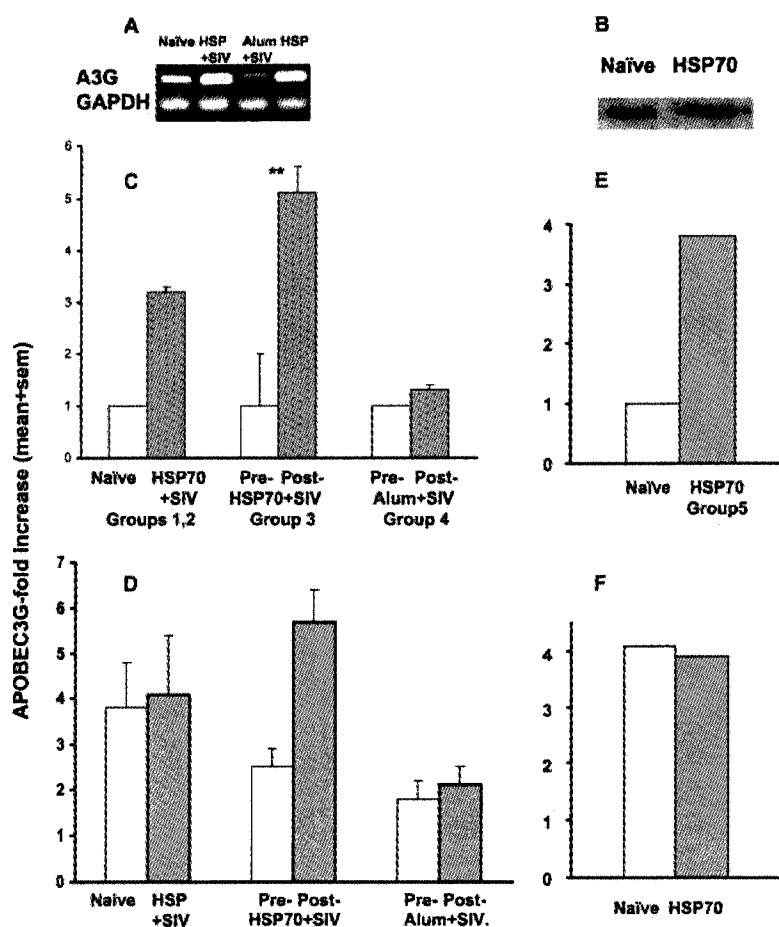 A
Naïve HSP Alum HSP
+SIV +SIV
A3G
GAPDH
B
Naïve HSP70
APOBEC3G-fold increase (mean+sem)
C
6
5
4
3
2
1
0
**
Naïve HSP70 Pre- Post- Pre- Post-
+SIV HSP70+SIV Alum+SIV
Groups 1,2 Group 3 Group 4
E
4
3
2
1
0
Naïve HSP70
Group5
D
7
6
5
4
3
2
1
0
Naive HSP Pre- Post- Pre- Post-
+SIV HSP70+SIV Alum+SIV.
F
4
3
2
1
0
Naïve HSP70